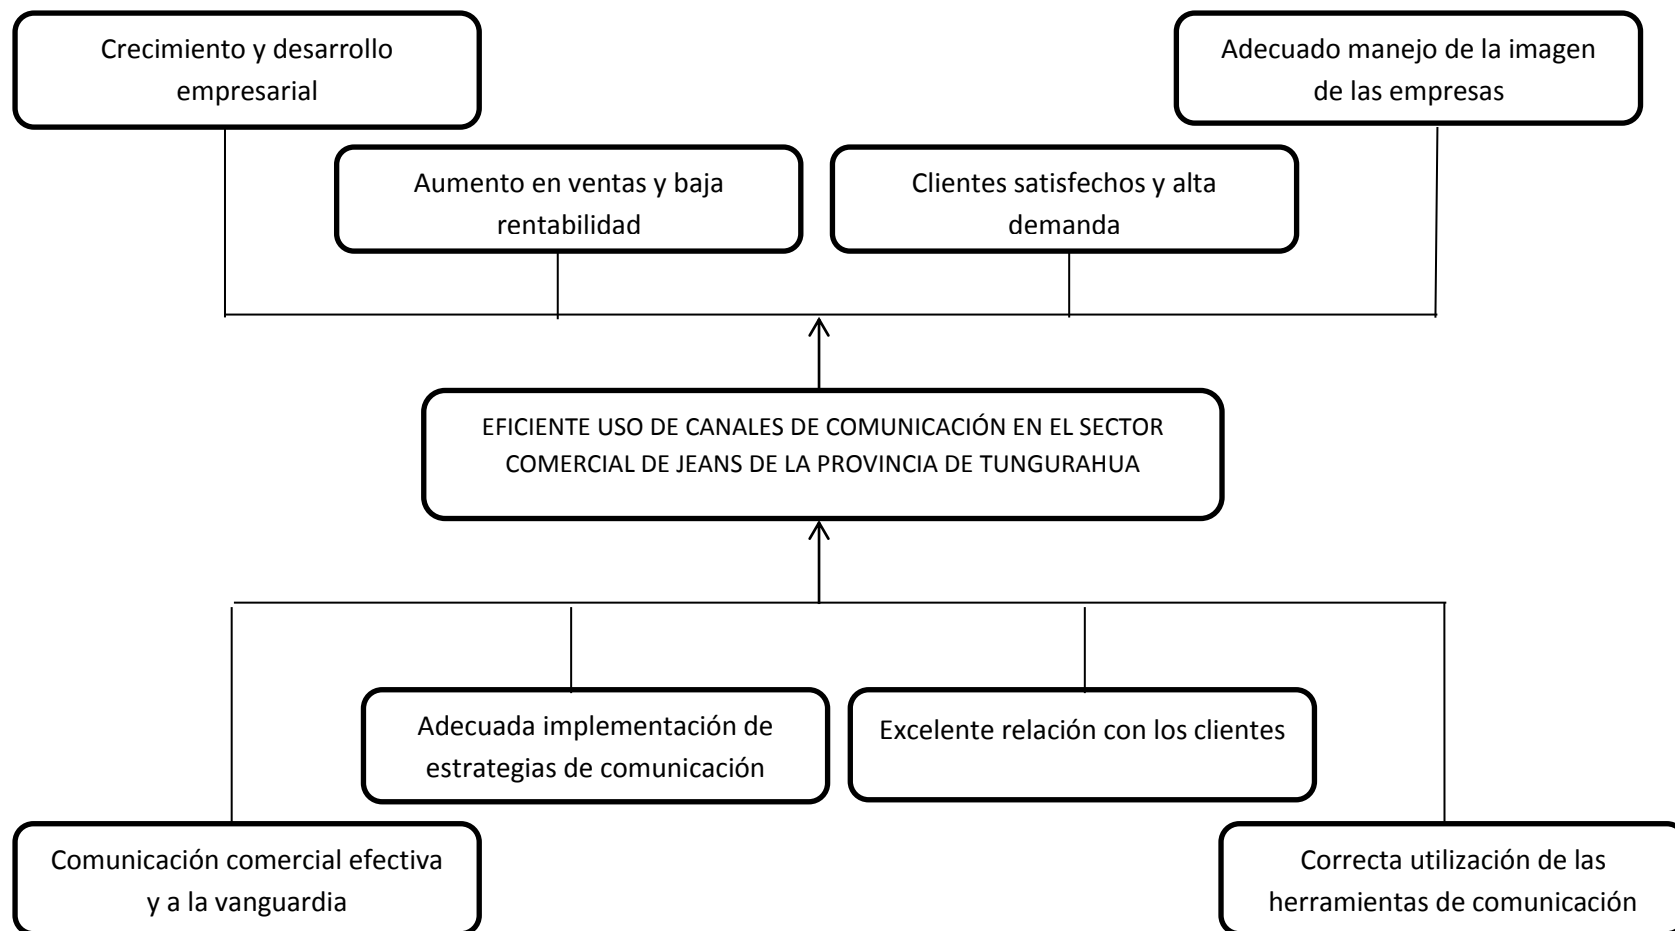 Crecimiento y desarrollo
empresarial
Adecuado manejo de la imagen
de las empresas
Aumento en ventas y baja
rentabilidad
Clientes satisfechos y alta
demanda
EFICIENTE USO DE CANALES DE COMUNICACIÓN EN EL SECTOR
COMERCIAL DE JEANS DE LA PROVINCIA DE TUNGURAHUA
Adecuada implementación de
estrategias de comunicación
Excelente relación con los clientes
Comunicación comercial efectiva
y a la vanguardia
Correcta utilización de las
herramientas de comunicación